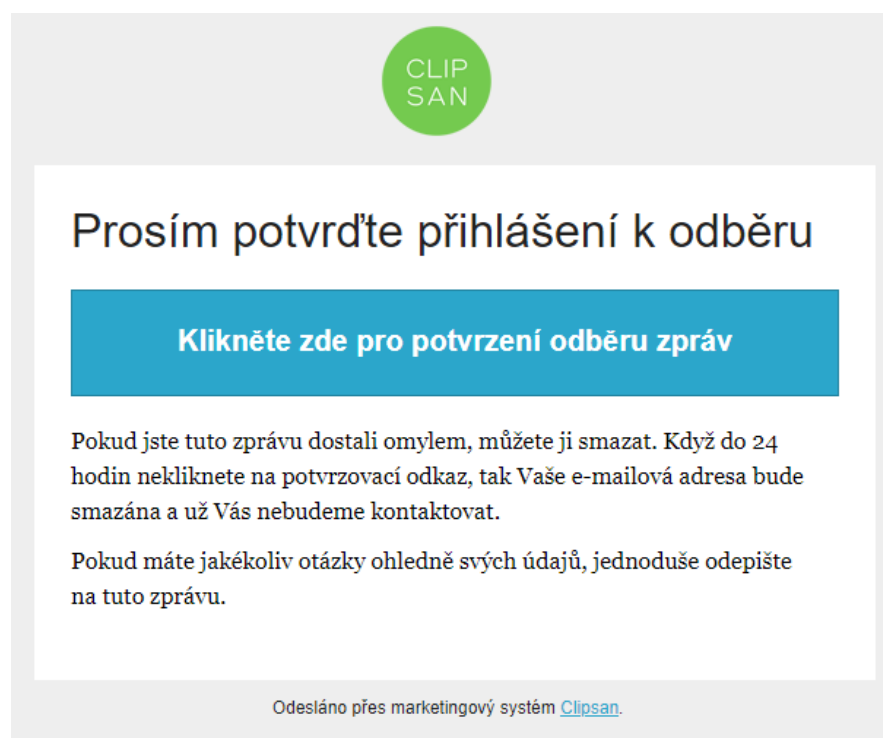 CLIP
SAN
Prosím potvrďte přihlášení k odběru
Klikněte zde pro potvrzení odběru zpráv
Pokud jste tuto zprávu dostali omylem, můžete ji smazat. Když do 24
hodin nekliknete na potvrzovací odkaz, tak Vaše e-mailová adresa bude
smazána a už Vás nebudeme kontaktovat.
Pokud máte jakékoliv otázky ohledně svých údajů, jednoduše odepište
na tuto zprávu.
Odesláno přes marketingový systém Clipsan.